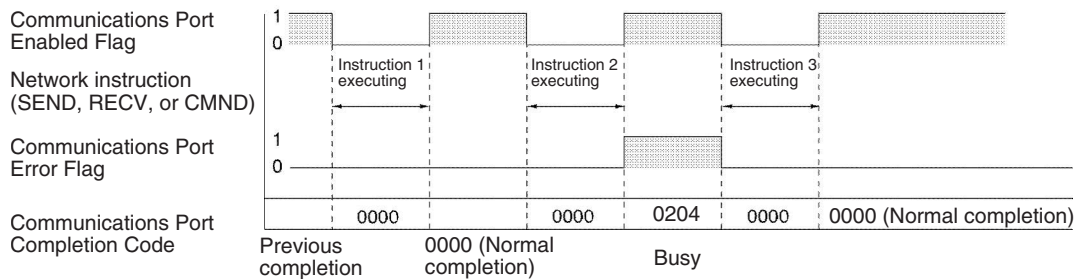 Communications Port
Enabled Flag
1
0
Network instruction
(SEND, RECV, or CMND)
Instruction 1
executing
Instruction 2
executing
Instruction 3
executing
Communications Port
Error Flag
1
0
Communications Port
Completion Code
0000
0000
0204
0000
0000 (Normal completion)
Previous
completion
0000 (Normal
completion)
Busy